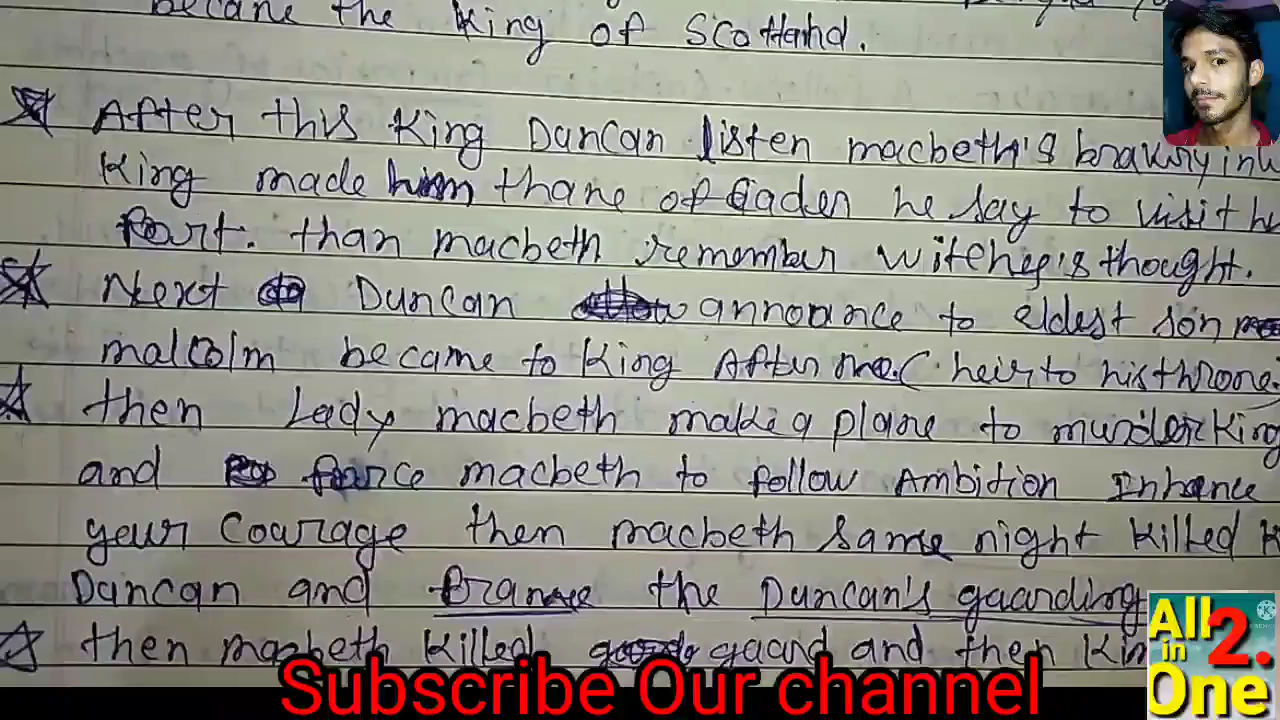 became the King of Scotland.
After this King Duncan listen macbeth's bravery
King made him thane of Cader he say to visit
Part. than macbeth remember witches's thought.
Next Duncan announce to eldest son
malcolm became to King After me ( heir to his throne
then Lady macbeth make a plane to murder King
and force macbeth to follow Ambition Inhance
your Courage then macbeth same night Killed
Duncan and frame the Duncan's gaarding
then macbeth Killed gaard and then
Subscribe Our channel
All 2.
in
One